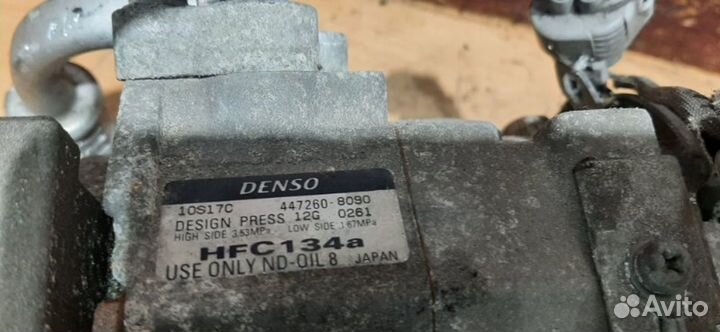 DENSO
10S17C 447260-8090
DESIGN PRESS 12G 0261
HIGH SIDE 3.53MPa LOW SIDE 1.67MPa
HFC134a
USE ONLY ND-OIL 8 JAPAN
Avito